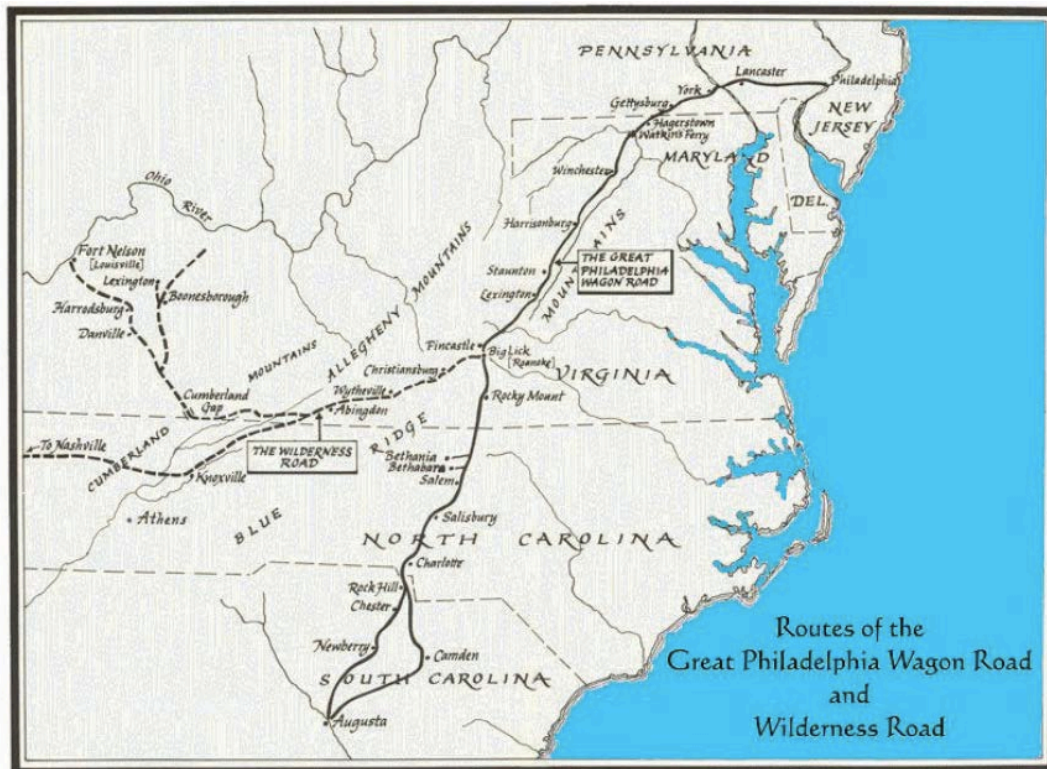 PENNSYLVANIA
Lancaster
Philadelphia
York
Gettysburg
NEW
JERSEY
Hagerstown
Watkin's Ferry
MARYLAND
Winchester
DEL.
Ohio
River
Harrisonburg
MOUNTAINS
THE GREAT
PHILADELPHIA
WAGON ROAD
Staunton
Lexington
Fort Nelson
[Louisville]
Lexington
Boonesborough
Harrodsburg
Danville
ALLEGHENY MOUNTAINS
Fincastle
Big Lick
[Roanoke]
VIRGINIA
Christiansburg
Wytheville
Rocky Mount
CUMBERLAND MOUNTAINS
Cumberland
Gap
Abingdon
THE WILDERNESS
ROAD
BLUE RIDGE
To Nashville
Knoxville
Athens
Bethania
Bethabara
Salem
Salisbury
NORTH CAROLINA
Charlotte
Rock Hill
Chester
Newberry
Camden
SOUTH CAROLINA
Augusta
Routes of the
Great Philadelphia Wagon Road
and
Wilderness Road